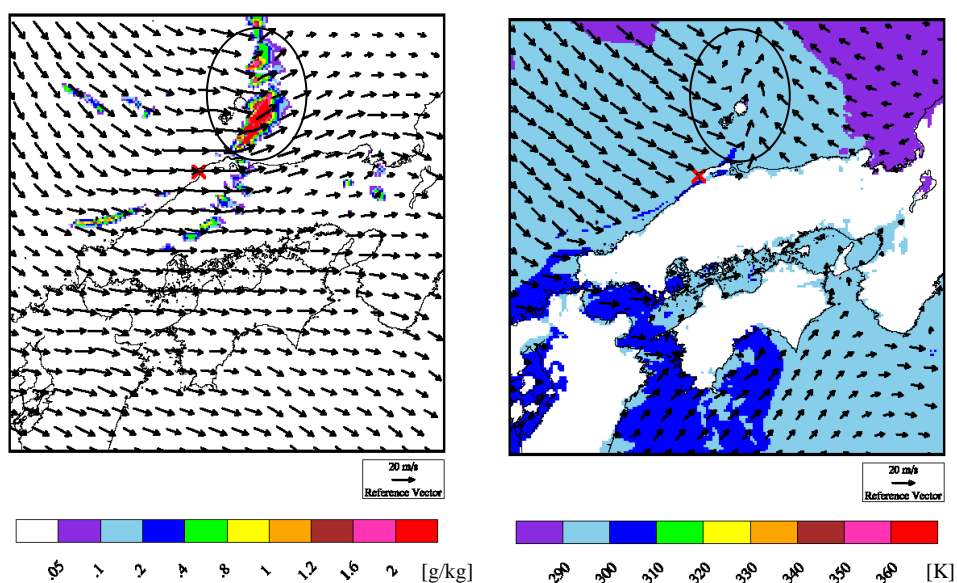 20 m/s
Reference Vector
.05 .1 .2 .4 .8 1 1.2 1.6 2 [g/kg]
20 m/s
Reference Vector
290 300 310 320 330 340 350 360 [K]